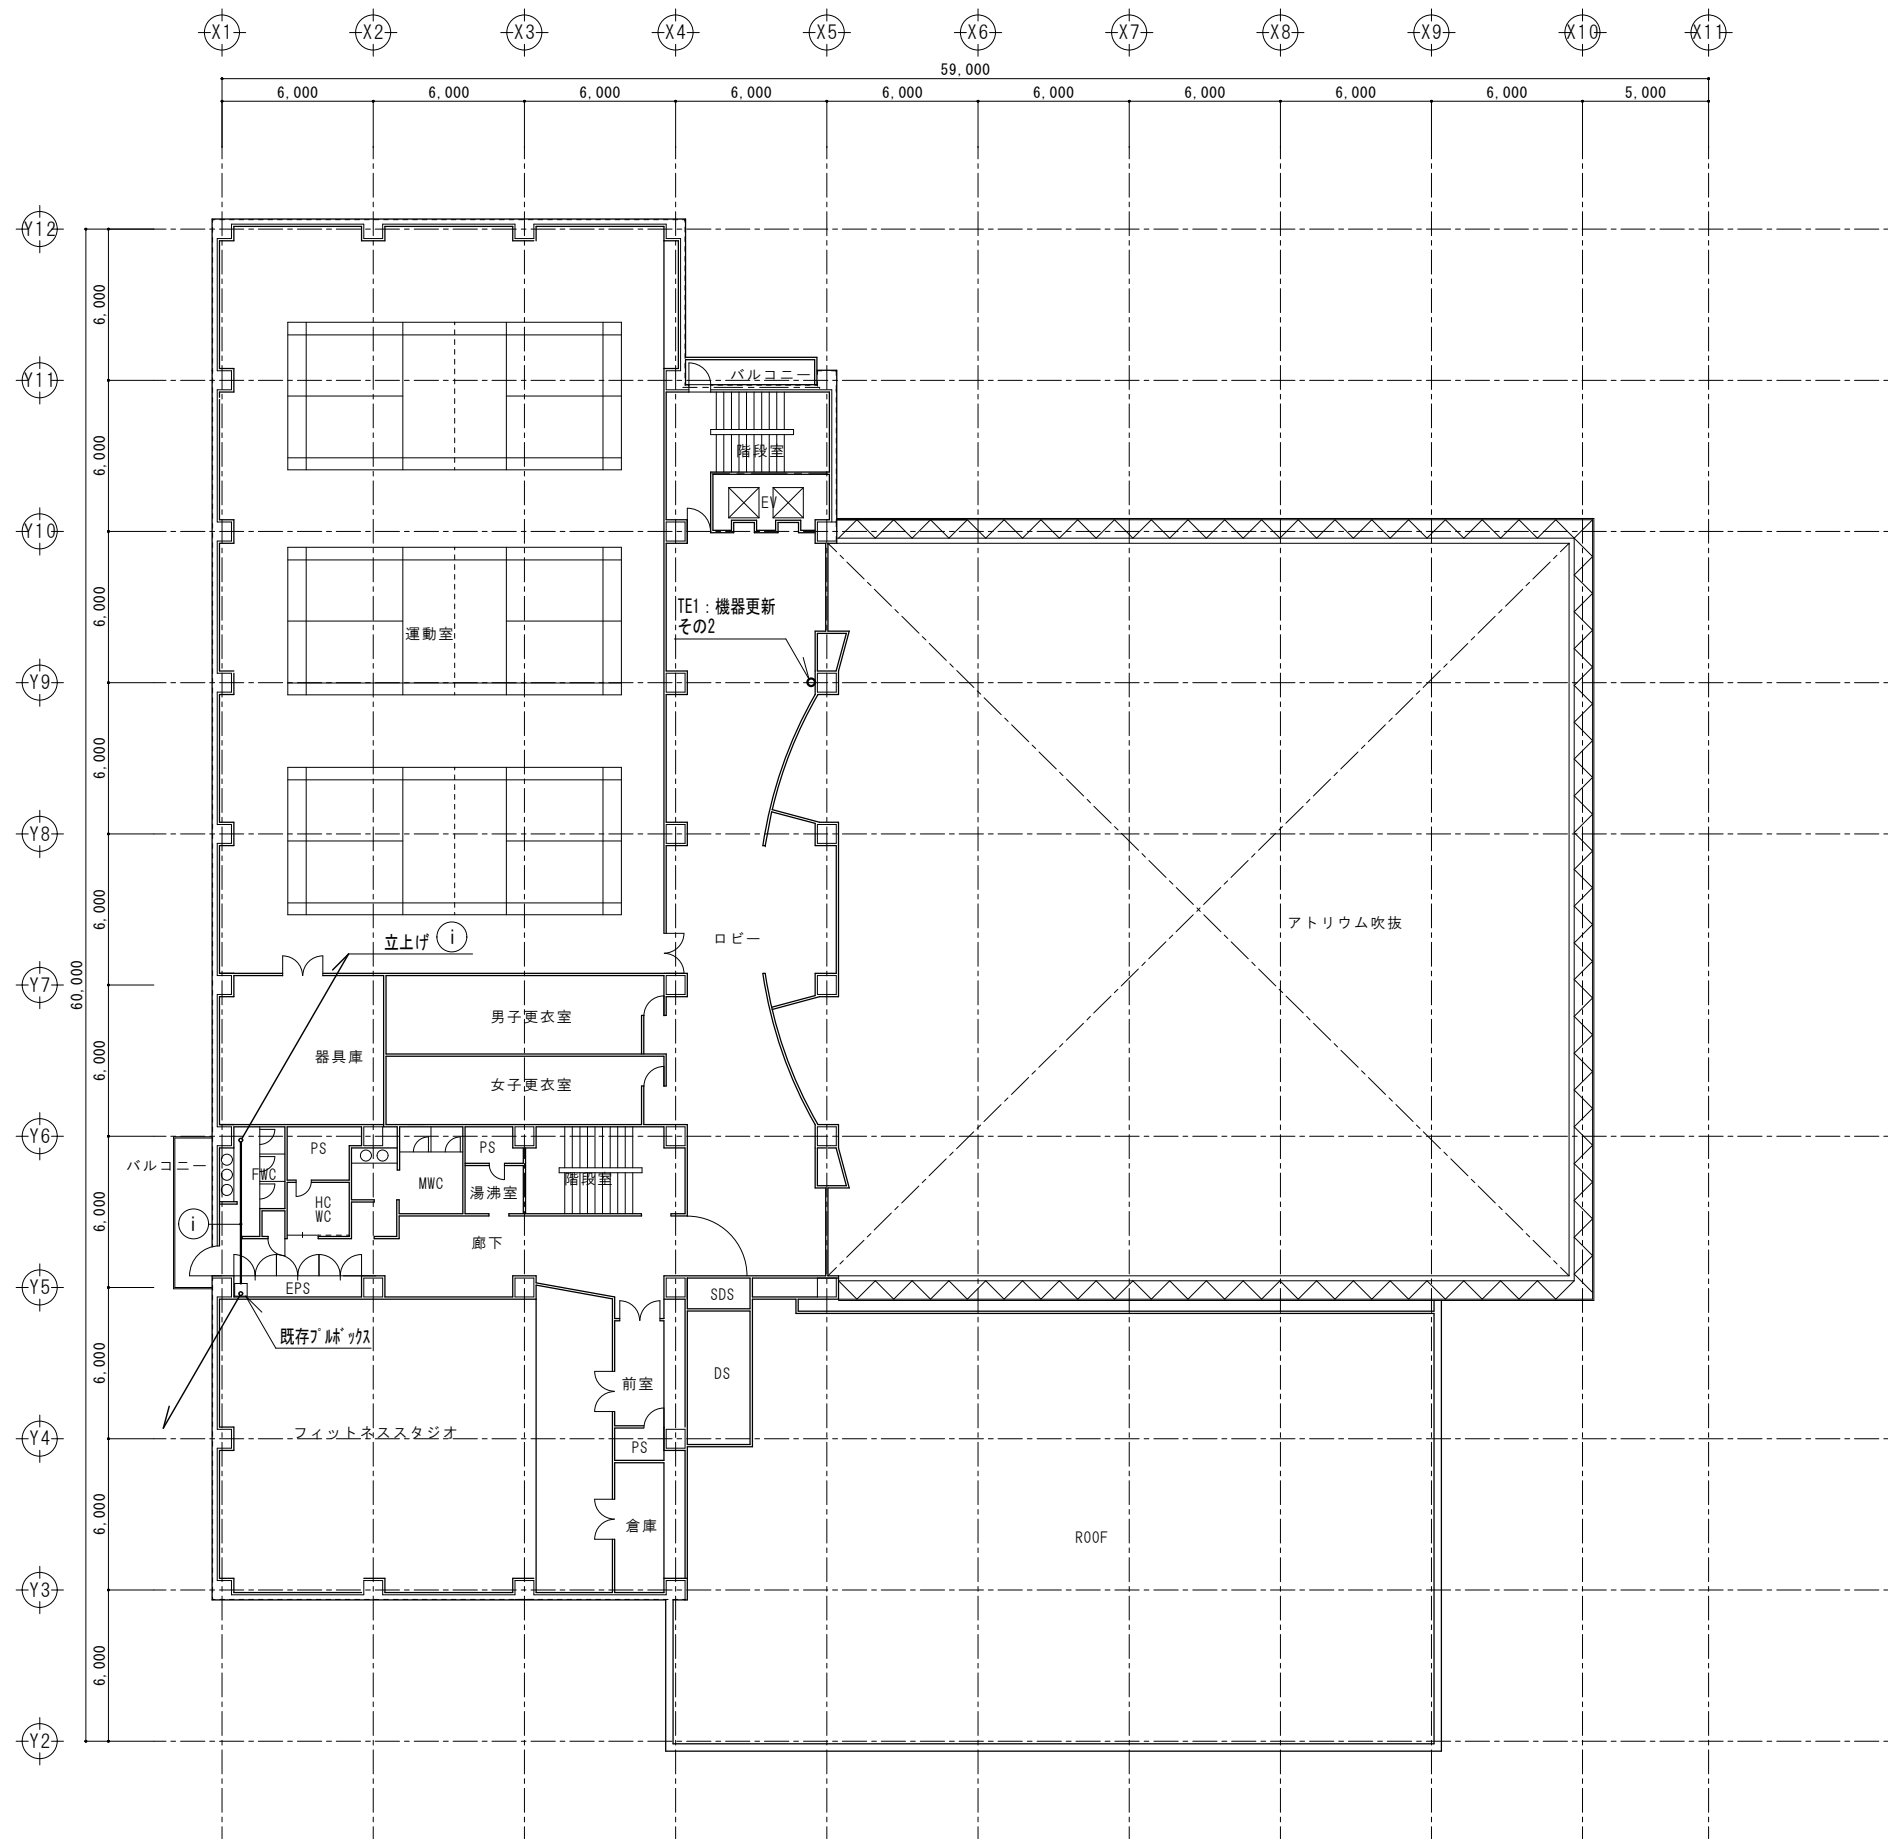 X1 X2 X3 X4 X5 X6 X7 X8 X9 X10 X11
59,000
6,000 6,000 6,000 6,000 6,000 6,000 6,000 6,000 6,000 5,000
Y12
6,000
Y11
バルコニー
6,000
階段室
EV
Y10
TE1：機器更新
その2
6,000
運動室
Y9
6,000
Y8
6,000
アトリウム吹抜
立上げ i
ロビー
Y7
60,000
男子更衣室
6,000
器具庫
女子更衣室
Y6
バルコニー
PS
PS
FWC
MWC
湯沸室
階段室
HC
WC
6,000
i
廊下
Y5
EPS
SDS
既存プルボックス
6,000
DS
前室
フィットネススタジオ
Y4
PS
6,000
倉庫
ROOF
Y3
6,000
Y2